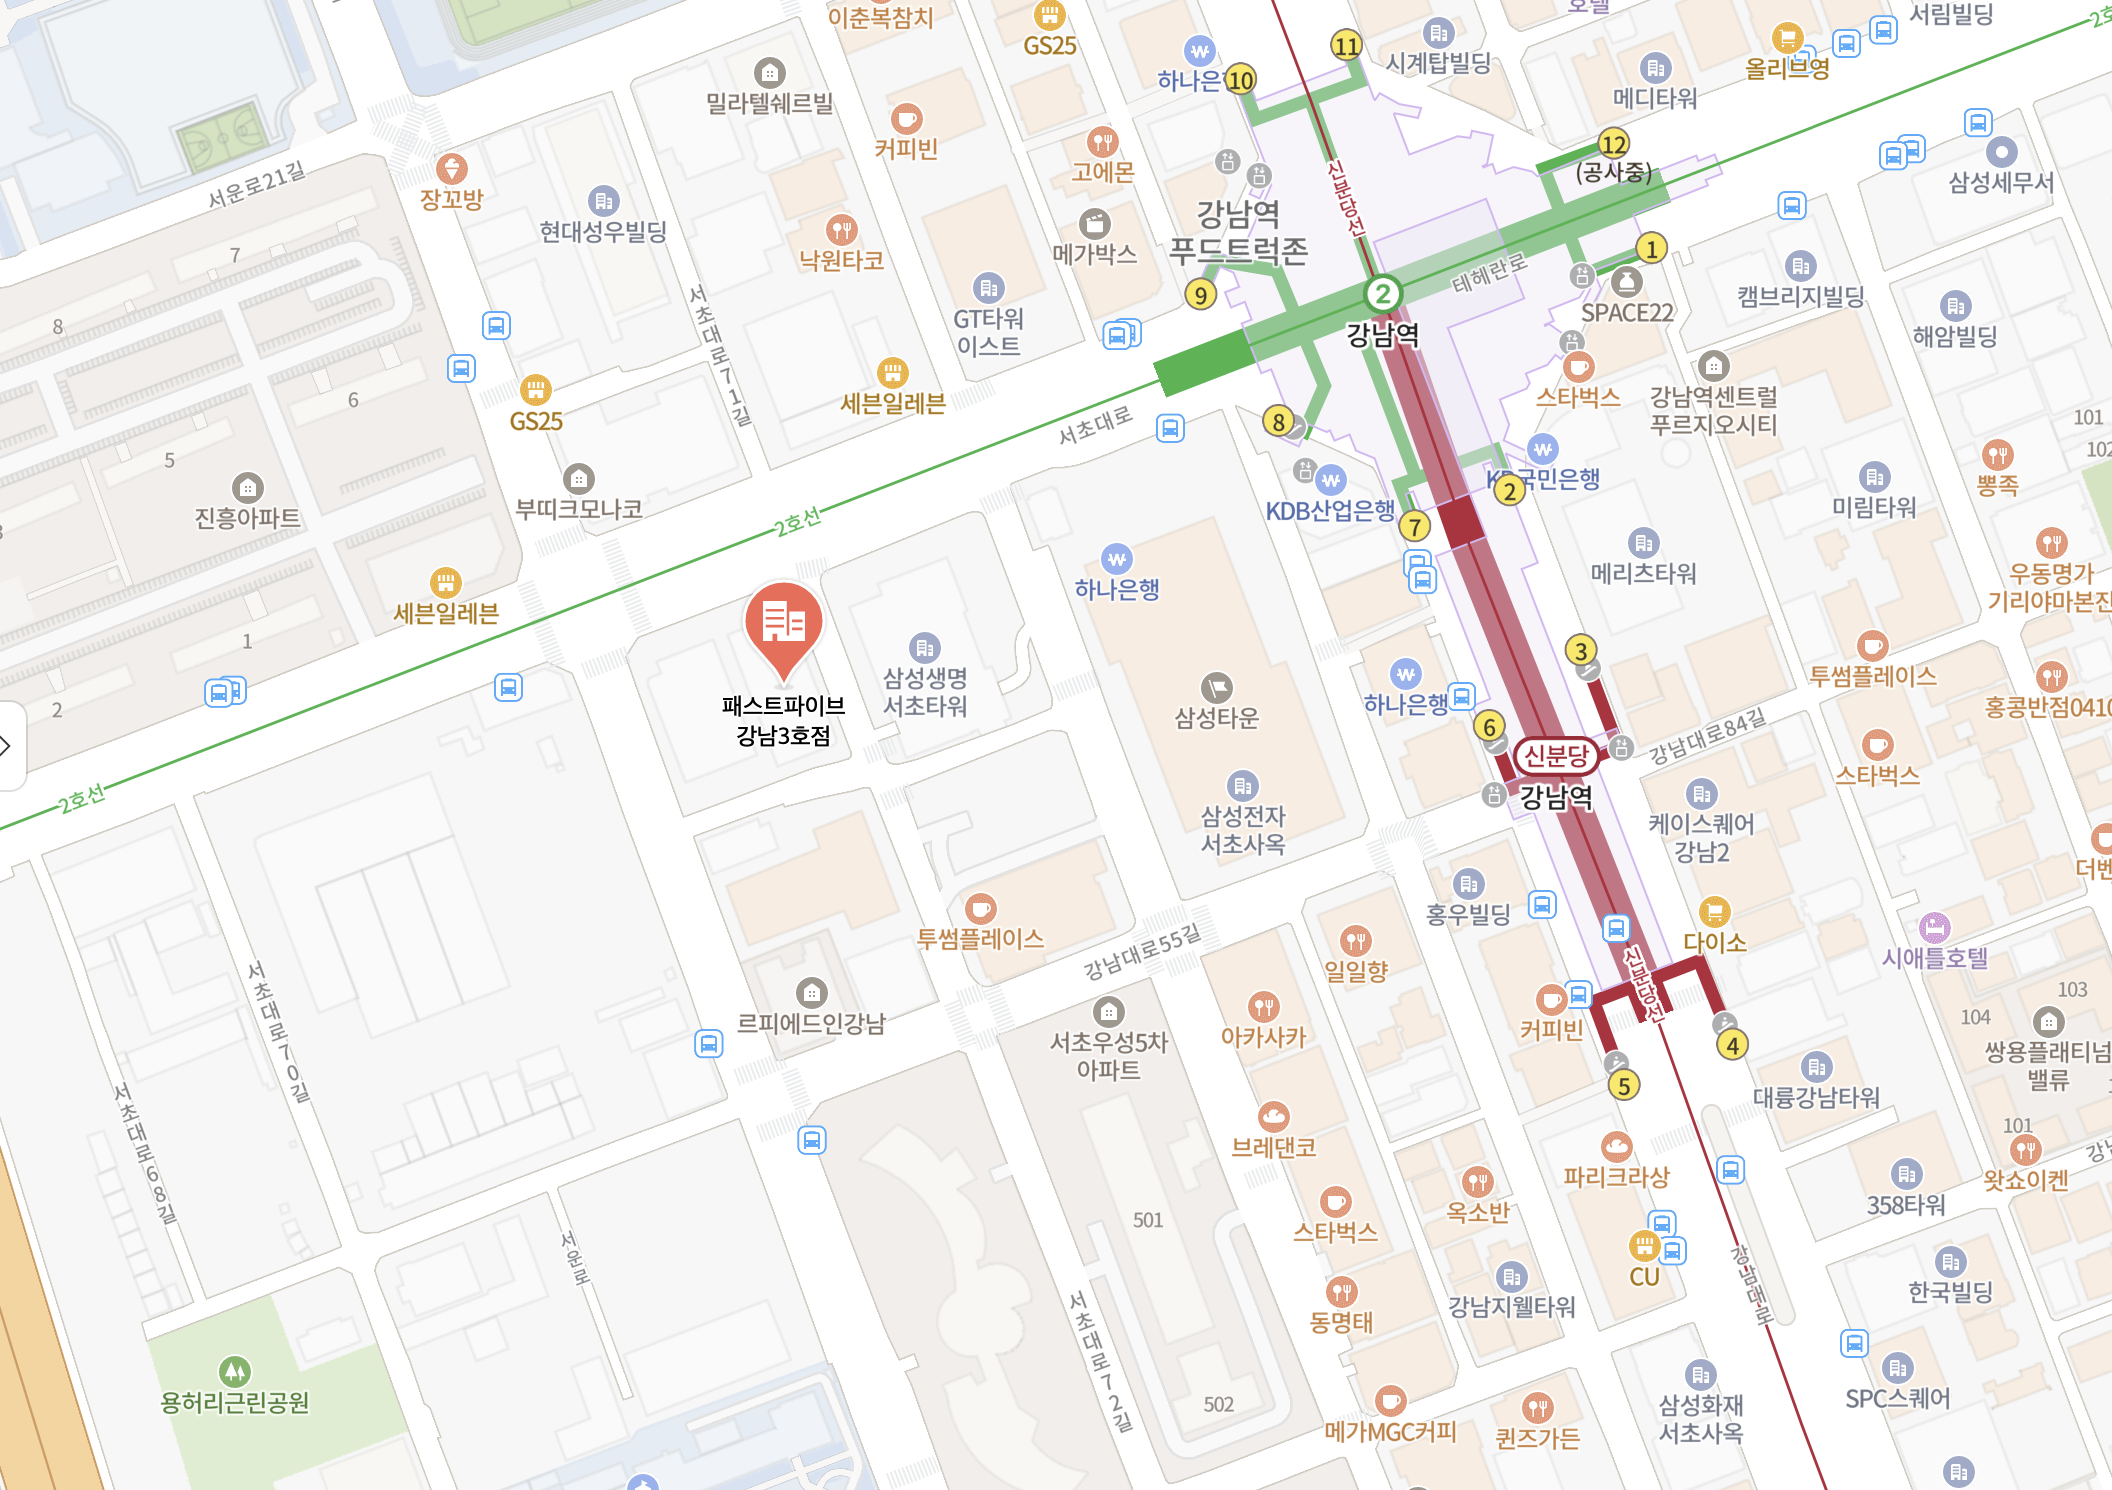 이춘복참치
GS25
하나은
10
11
시계탑빌딩
호텔
메디타워
올리브영
서림빌딩
밀라텔쉐르빌
커피빈
고에몬
12
(공사중)
삼성세무서
서운로21길
장꼬방
현대성우빌딩
낙원타코
메가박스
강남역
푸드트럭존
신분당선
테헤란로
1
SPACE22
캠브리지빌딩
해암빌딩
7
8
6
5
GT타워
이스트
9
2
강남역
스타벅스
강남역센트럴
푸르지오시티
101
102
GS25
서초대로71길
세븐일레븐
서초대로
8
KDB산업은행
7
2
KB국민은행
미림타워
뽕족
진흥아파트
부띠크모나코
2호선
하나은행
메리츠타워
우동명가
기리야마본진
세븐일레븐
1
2
패스트파이브
강남3호점
삼성생명
서초타워
삼성타운
하나은행
3
6
신분당
강남역
강남대로84길
투썸플레이스
홍콩반점0410
스타벅스
2호선
삼성전자
서초사옥
케이스퀘어
강남2
더벤
투썸플레이스
강남대로55길
일일향
홍우빌딩
다이소
시애틀호텔
서초대로70길
르피에드인강남
서초우성5차
아파트
아카사카
커피빈
신분당선
4
5
103
104
쌍용플래티넘
밸류
서초대로68길
브레댄코
대륭강남타워
101
왓쇼이켄
파리크라상
358타워
501
스타벅스
옥소반
서운로
CU
강남대로
한국빌딩
동명태
강남지웰타워
서초대로72길
용허리근린공원
502
메가MGC커피
퀸즈가든
삼성화재
서초사옥
SPC스퀘어